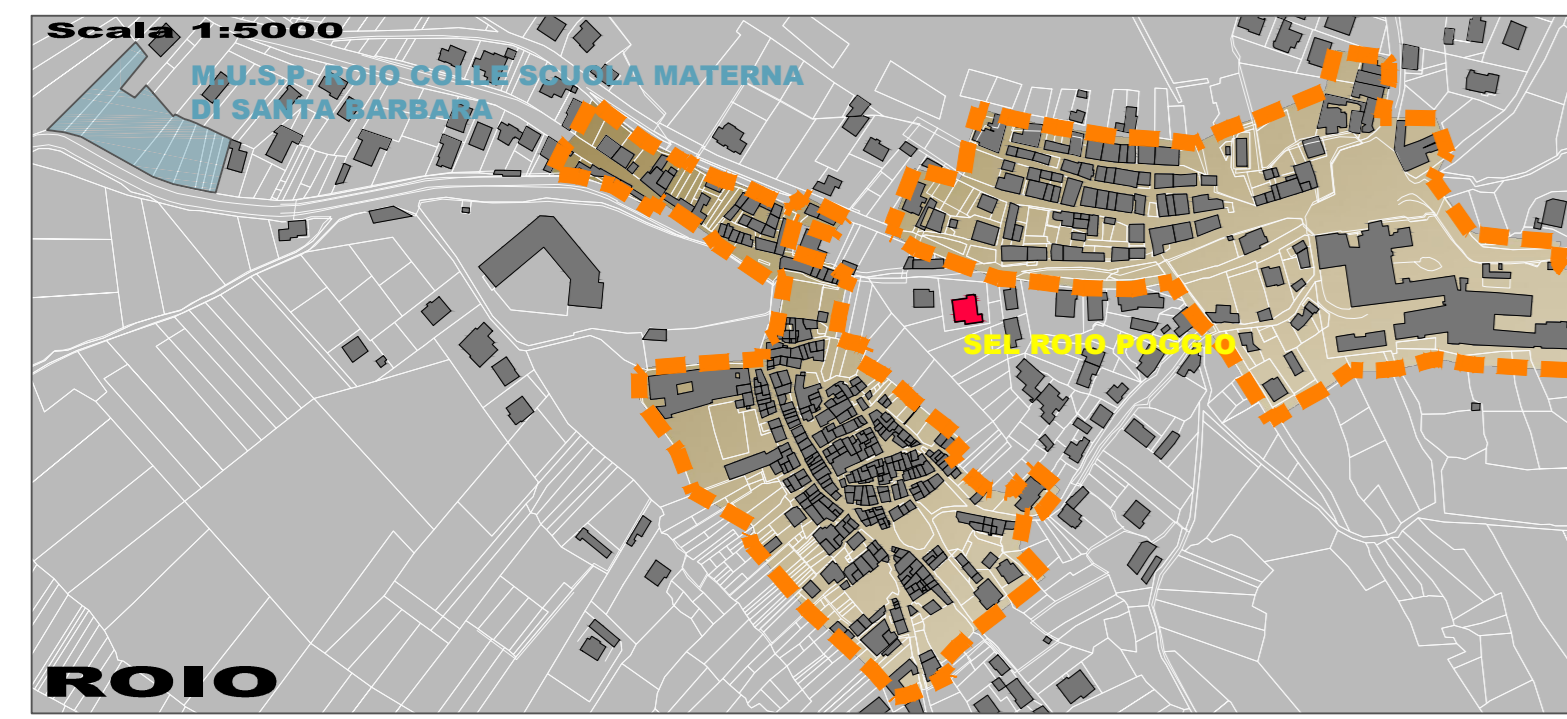 Scala 1:5000
M.U.S.P. ROIO COLLE SCUOLA MATERNA
DI SANTA BARBARA
SEL ROIO POGGIO
ROIO